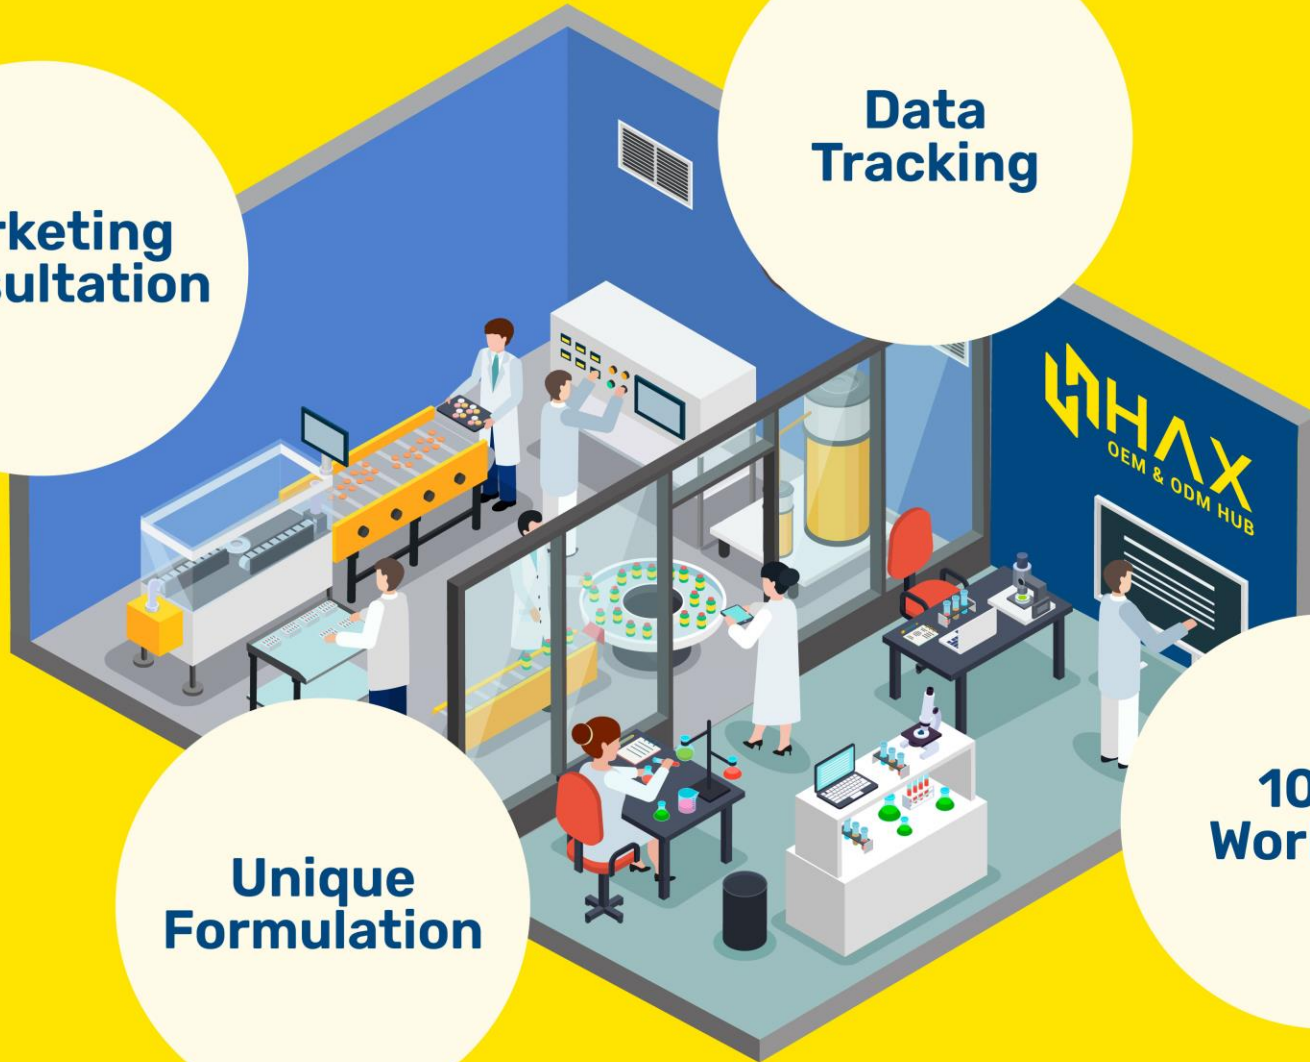 Data
Tracking
rketing
sultation
HAX
OEM & ODM HUB
Unique
Formulation
10
Wor